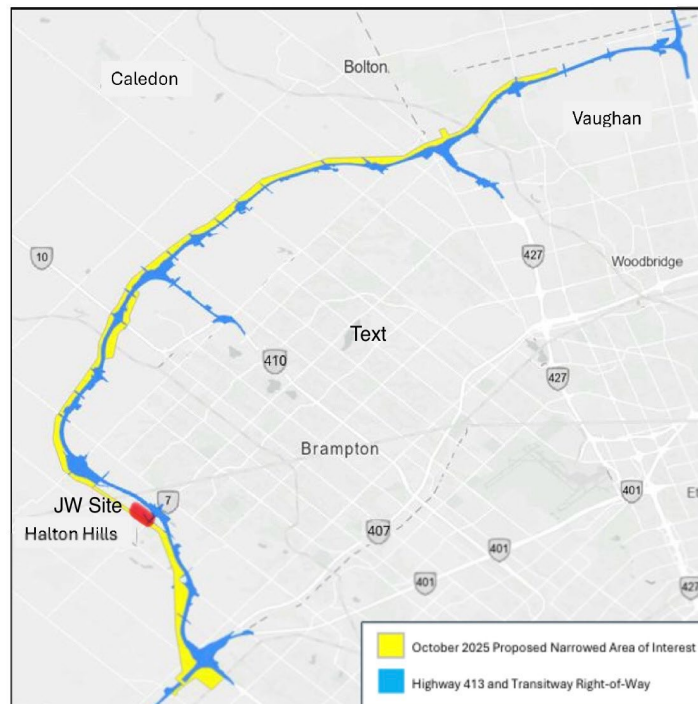 Bolton
Caledon
Vaughan
10
427
Woodbridge
Text
410
427
Brampton
401
Et
7
JW Site
Halton Hills
407
401
401
427
October 2025 Proposed Narrowed Area of Interest
Highway 413 and Transitway Right-of-Way